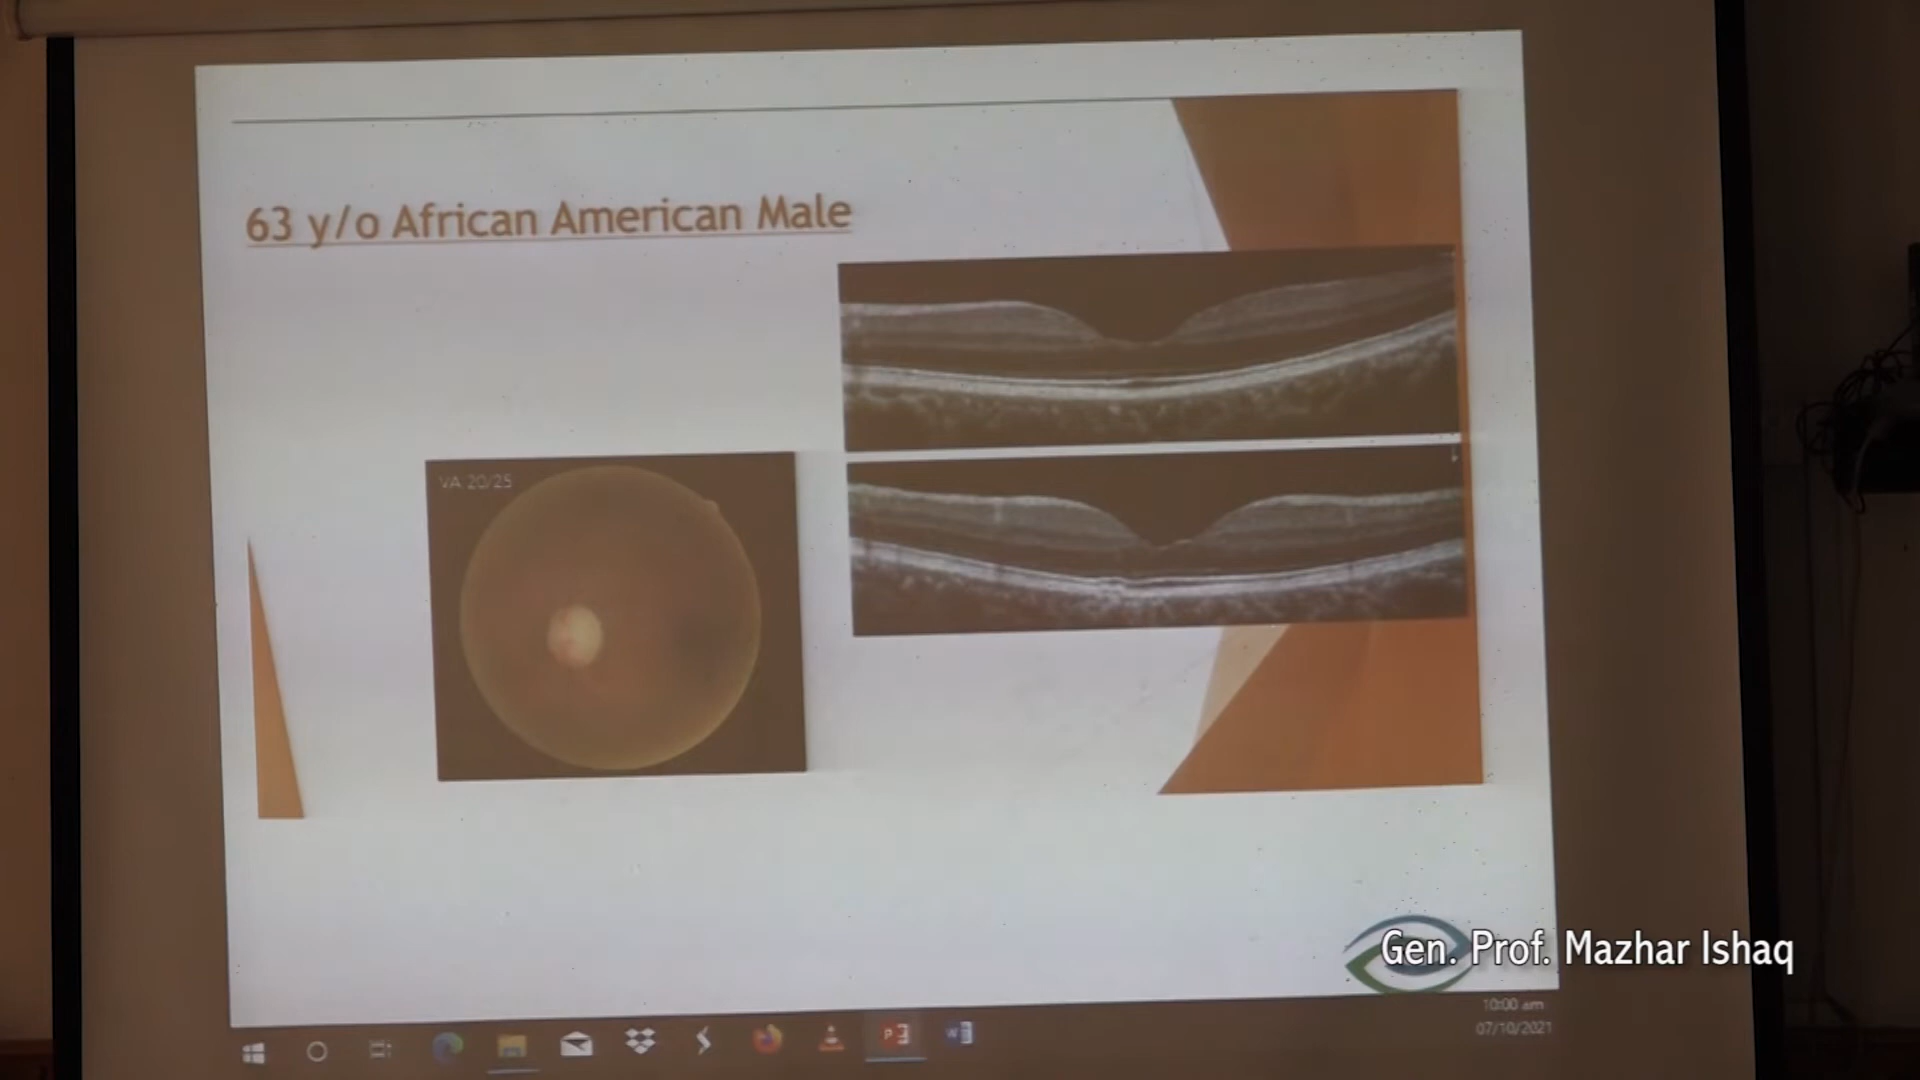 63 y/o African American Male
VA 20/25
Gen. Prof. Mazhar Ishaq
10:00 am
07/10/2021